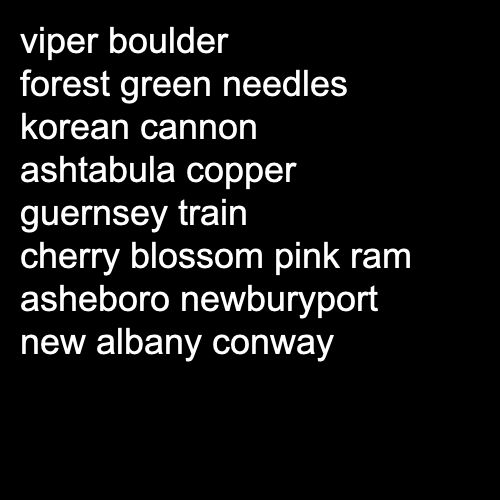 viper boulder
forest green needles
korean cannon
ashtabula copper
guernsey train
cherry blossom pink ram
asheboro newburyport
new albany conway